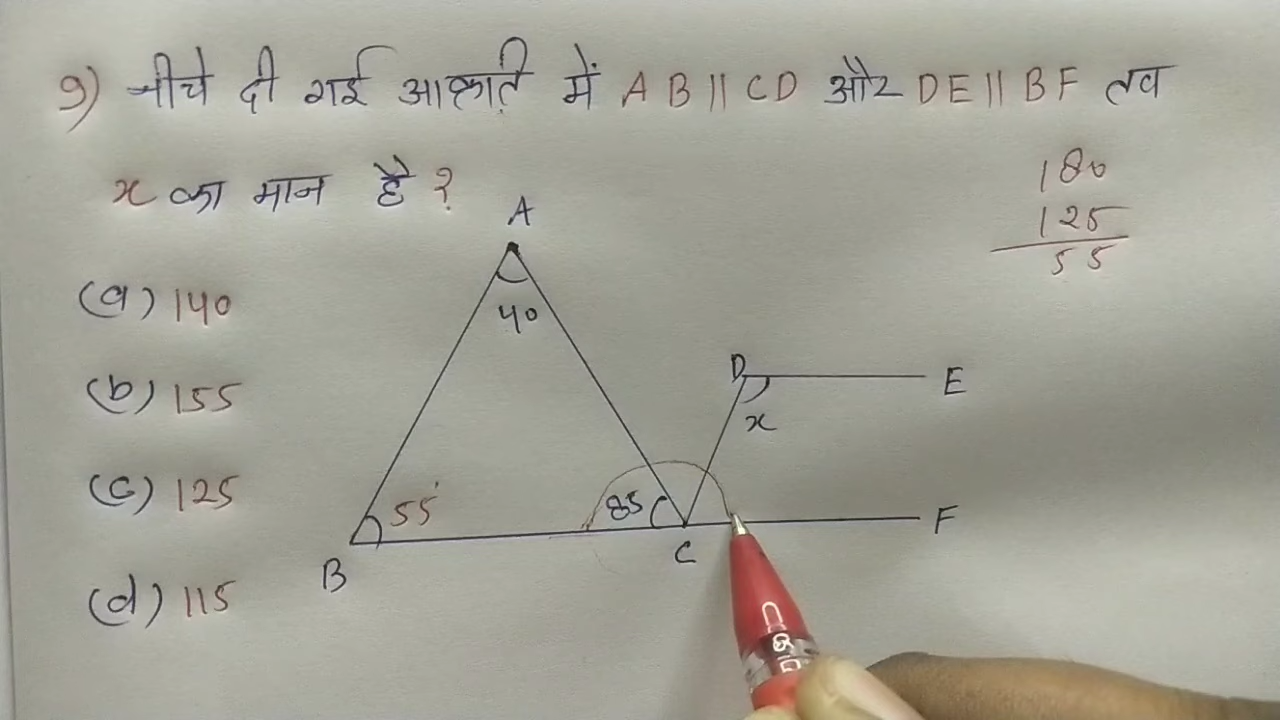 9) नीचे दी गई आकृति में AB || CD और DE || BF तब
x का मान है ?
180
125
55
(a) 140
(b) 155
(c) 125
(d) 115
A
40
D
E
x
55°
85
B
C
F